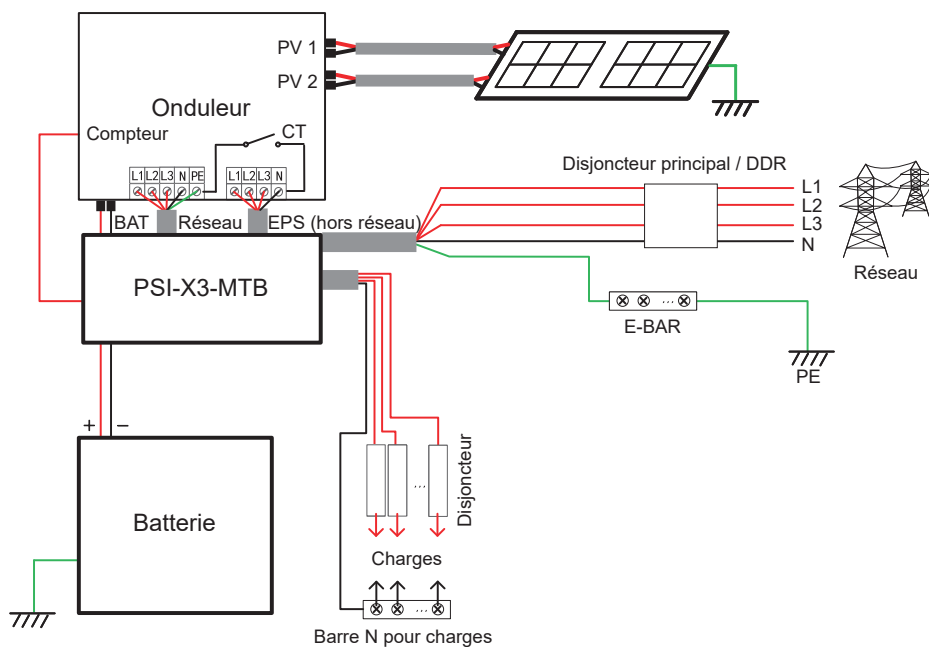 PV 1
PV 2
Onduleur
Compteur
CT
L1 L2 L3 N PE
L1 L2 L3 N
BAT
Réseau
EPS (hors réseau)
Disjoncteur principal / DDR
L1
L2
L3
N
Réseau
PSI-X3-MTB
E-BAR
PE
+ −
Batterie
...
Disjoncteur
Charges
...
Barre N pour charges